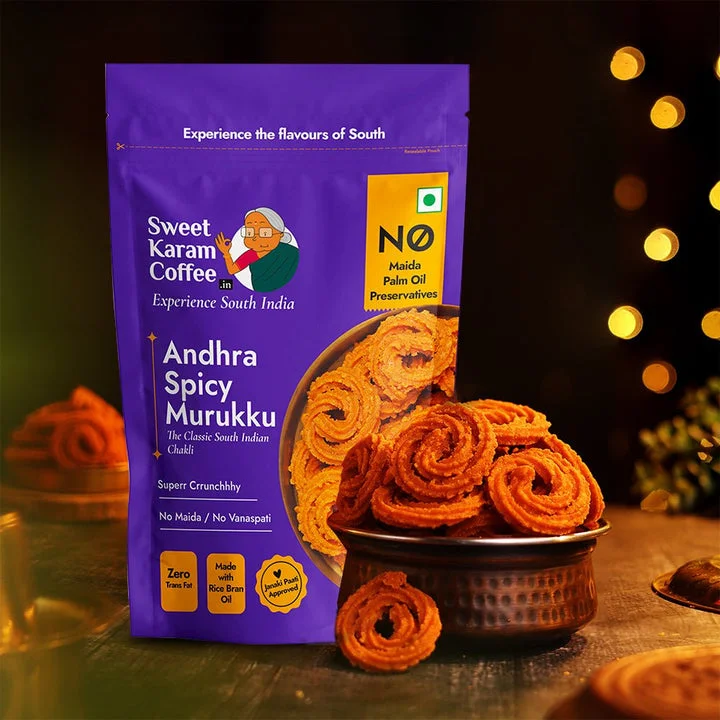 Experience the flavours of South
Resealable Pouch
Sweet
Karam
Coffee
.in
Experience South India
NO
Maida
Palm Oil
Preservatives
Andhra
Spicy
Murukku
The Classic South Indian
Chakli
Superr Crrunchhhy
No Maida / No Vanaspati
Zero
Trans Fat
Made
with
Rice Bran
Oil
Janaki Paati
Approved